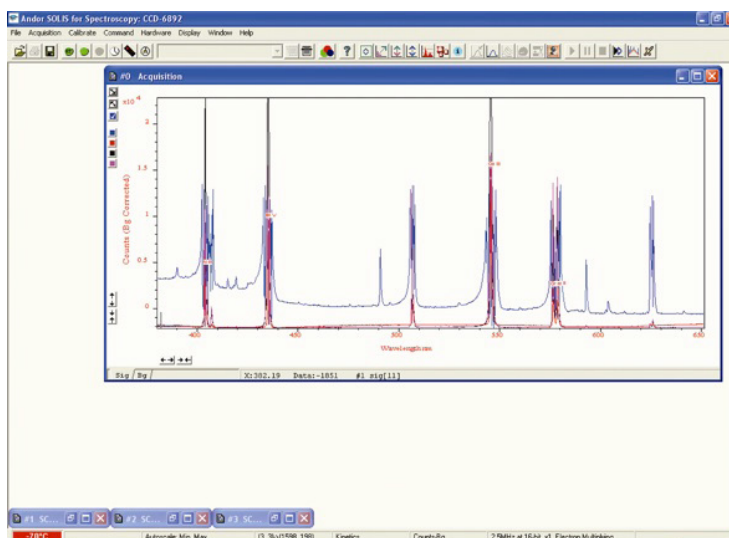 Andor SOLIS for Spectroscopy: CCD-6892
File Acquisition Calibrate Command Hardware Display Window Help
#0 Acquisition
x10 4
2
1.5
1
0.5
0
Counts (Bg Corrected)
400 450 500 550 600 650
Wavelength nm
Sig Bg X:382.19 Data:-1851 #1 sig[11]
#1 SC... #2 SC... #3 SC...
-70°C Autoscale: Min..Max Kinetics Counts-Bg 2.5MHz at 16-bit, x1, Electron Multiplying